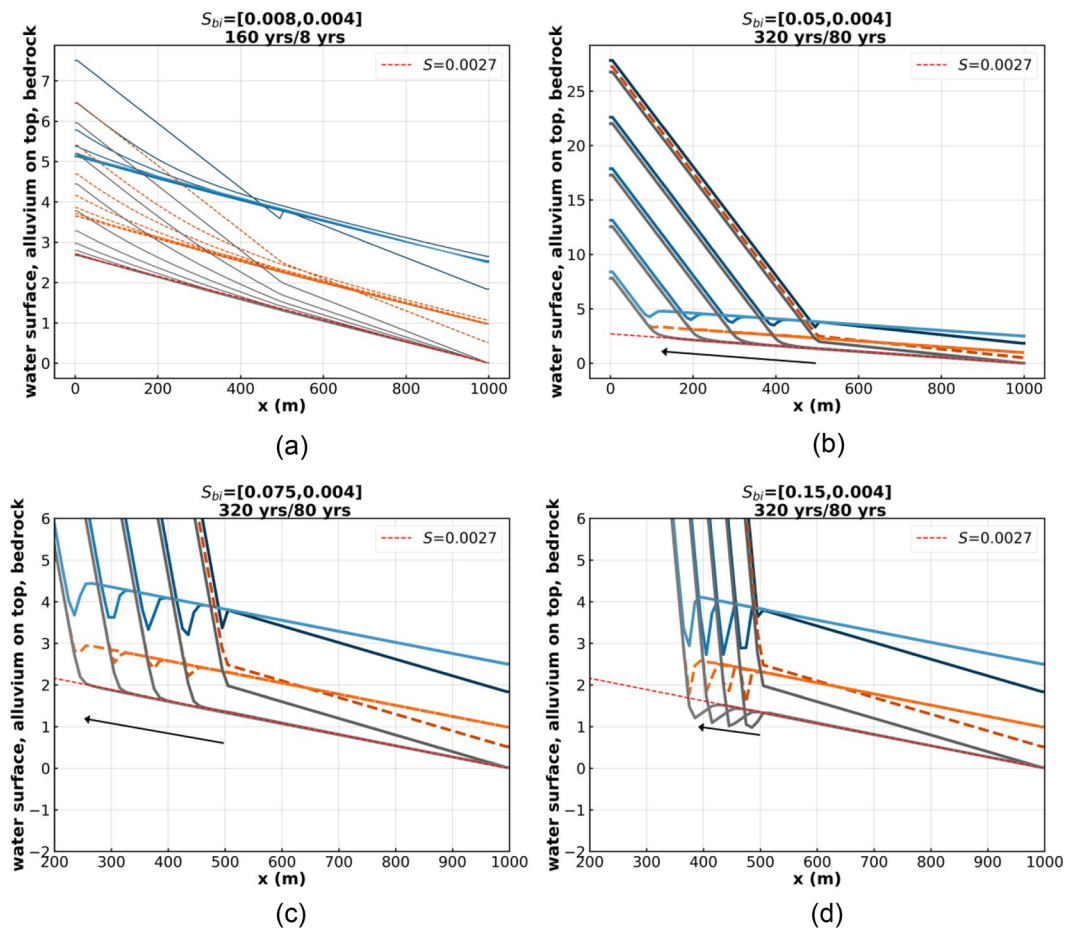 S_bi=[0.008,0.004]
160 yrs/8 yrs
S=0.0027
water surface, alluvium on top, bedrock
7
6
5
4
3
2
1
0
0 200 400 600 800 1000
x (m)
(a)
S_bi=[0.05,0.004]
320 yrs/80 yrs
S=0.0027
water surface, alluvium on top, bedrock
25
20
15
10
5
0
0 200 400 600 800 1000
x (m)
(b)
S_bi=[0.075,0.004]
320 yrs/80 yrs
S=0.0027
water surface, alluvium on top, bedrock
6
5
4
3
2
1
0
−1
−2
200 300 400 500 600 700 800 900 1000
x (m)
(c)
S_bi=[0.15,0.004]
320 yrs/80 yrs
S=0.0027
water surface, alluvium on top, bedrock
6
5
4
3
2
1
0
−1
−2
200 300 400 500 600 700 800 900 1000
x (m)
(d)